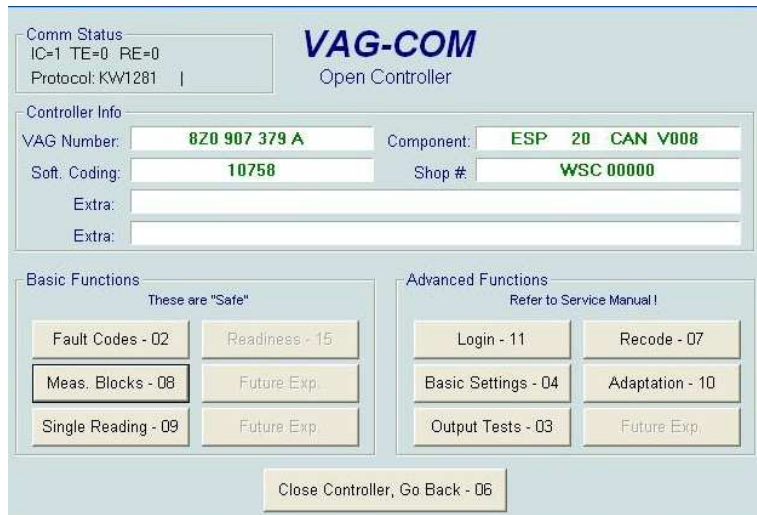 Comm Status
IC=1 TE=0 RE=0
Protocol: KW1281 |
VAG-COM
Open Controller
Controller Info
VAG Number: 8Z0 907 379 A Component: ESP 20 CAN V008
Soft. Coding: 10758 Shop #: WSC 00000
Extra:
Extra:
Basic Functions
These are "Safe"
Fault Codes - 02 Readiness - 15
Meas. Blocks - 08 Future Exp.
Single Reading - 09 Future Exp.
Advanced Functions
Refer to Service Manual !
Login - 11 Recode - 07
Basic Settings - 04 Adaptation - 10
Output Tests - 03 Future Exp.
Close Controller, Go Back - 06